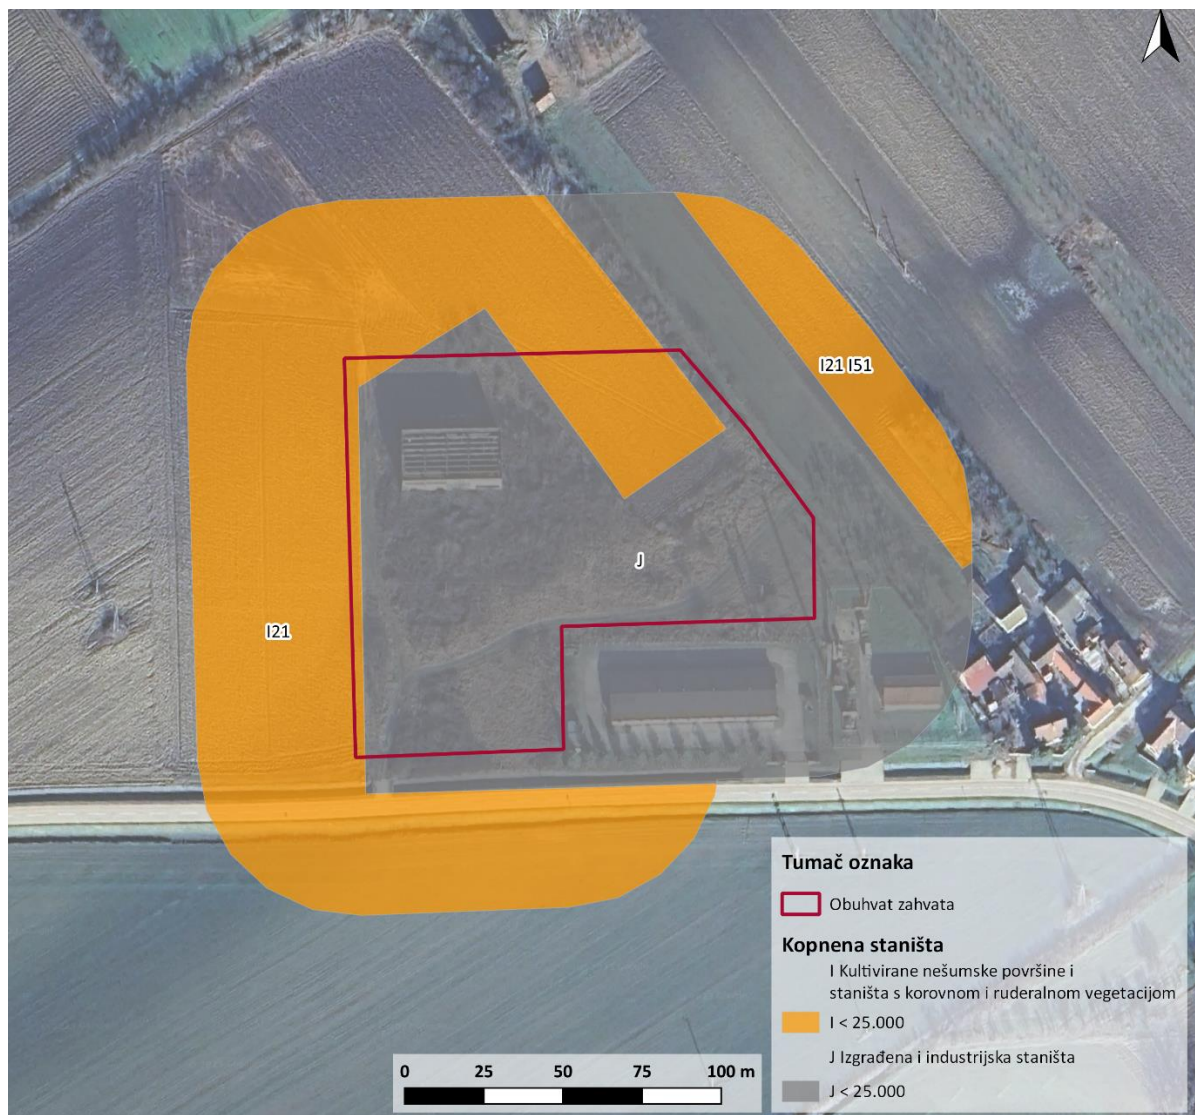 I21 I51
J
I21
Tumač oznaka
Obuhvat zahvata
Kopnena staništa
I Kultivirane nešumske površine i
staništa s korovnom i ruderalnom vegetacijom
I < 25.000
J Izgrađena i industrijska staništa
J < 25.000
0 25 50 75 100 m